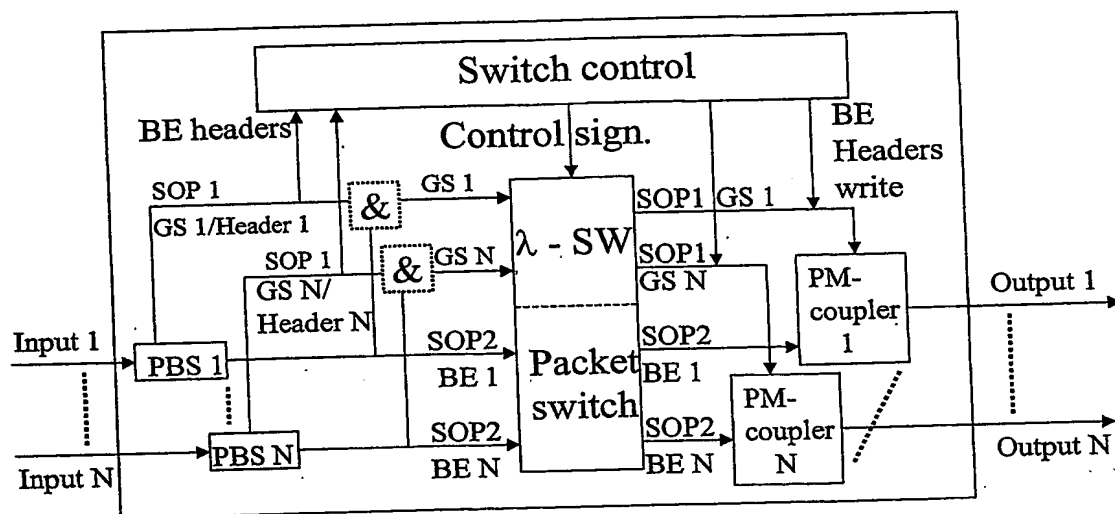 Switch control
BE headers
Control sign.
BE
Headers
write
SOP 1
GS 1/Header 1
&
GS 1
SOP 1
GS N/
Header N
&
GS N
λ - SW
Packet
switch
SOP1 GS 1
SOP1
GS N
SOP2
BE 1
SOP2
BE N
SOP2
BE 1
SOP2
BE N
PM-
coupler
1
PM-
coupler
N
Input 1
PBS 1
Input N
PBS N
Output 1
Output N